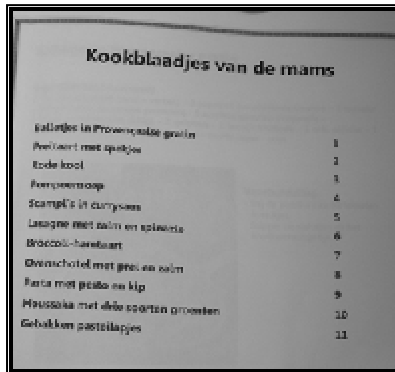 Kookblaadjes van de mams
Balletjes in Provençaalse gratin 1
Preitaart met spekjes 2
Rode kool 3
Pompoensoep 4
Scampi's in currysaus 5
Lasagne met zalm en spinazie 6
Broccoli-hamtaart 7
Ovenschotel met prei en zalm 8
Pasta met pesto en kip 9
Moussaka met drie soorten groenten 10
Gebakken pastalapjes 11